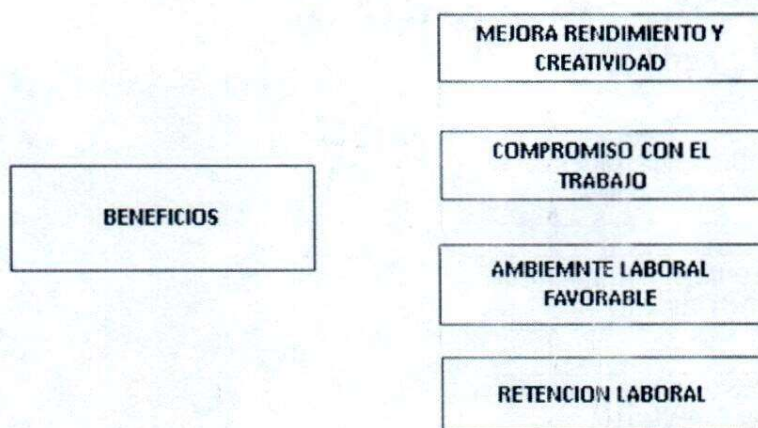 MEJORA RENDIMIENTO Y
CREATIVIDAD
COMPROMISO CON EL
TRABAJO
BENEFICIOS
AMBIEMNTE LABORAL
FAVORABLE
RETENCION LABORAL